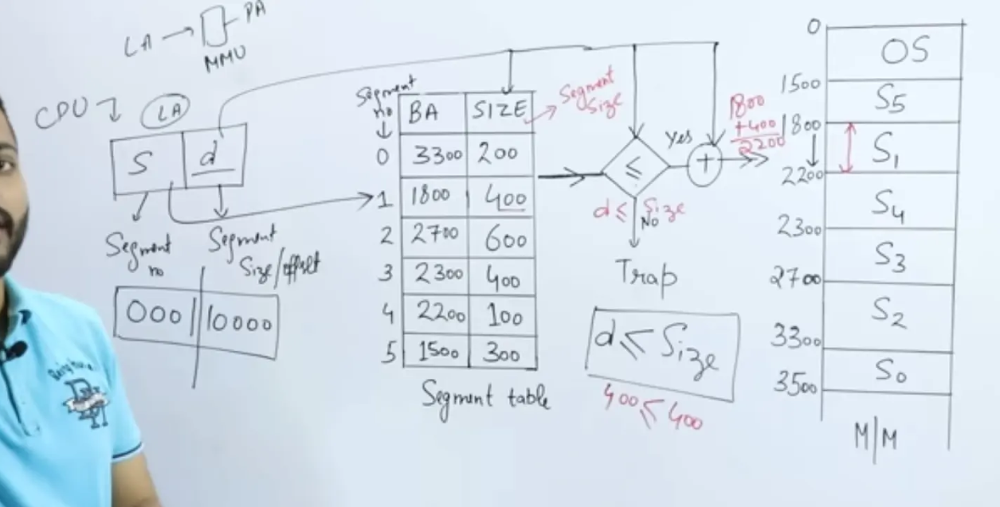 LA → PA
MMU
CPU
LA
S d
Segment no
Segment Size/offset
000 10000
Segment no
BA SIZE
0 3300 200
1 1800 400
2 2700 600
3 2300 400
4 2200 100
5 1500 300
Segment table
Segment Size
≤
Yes
+
d ≤ Size
No
Trap
d ≤ Size
400 ≤ 400
1800
+400
2200
0
OS
1500
S5
1800
S1
2200
S4
2300
S3
2700
S2
3300
S0
3500
M/M